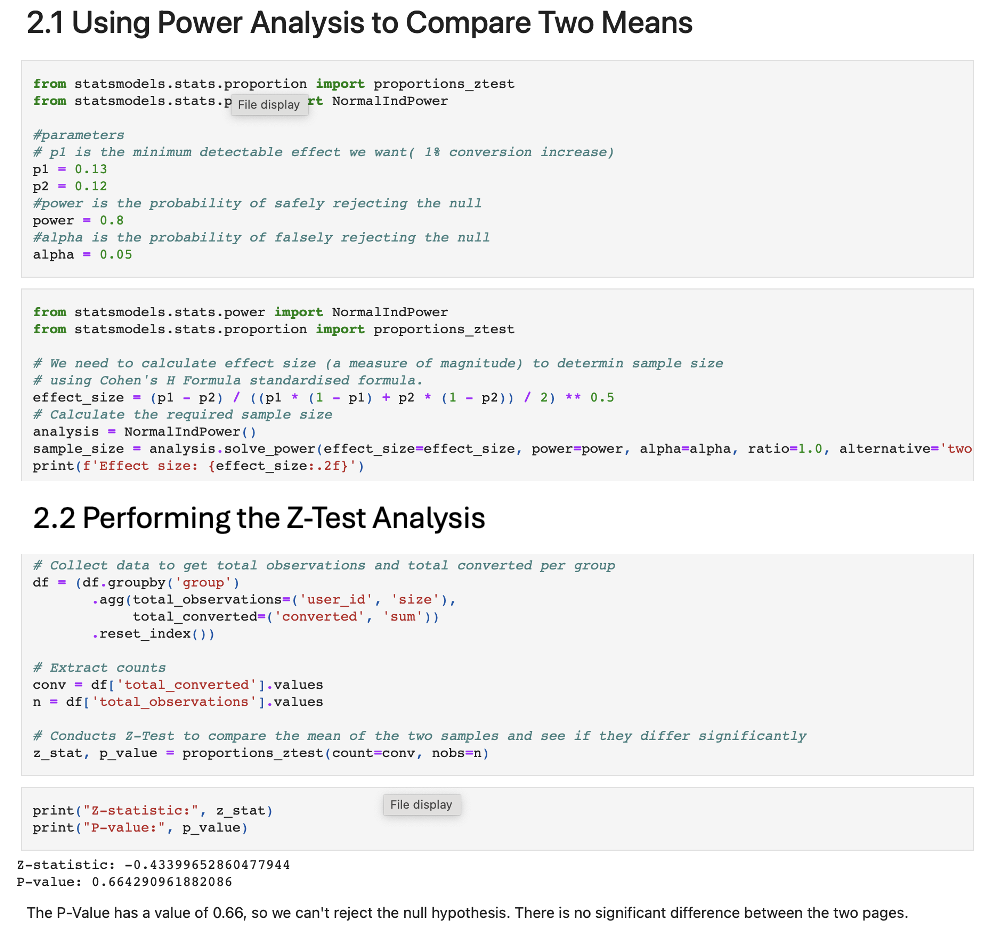 2.1 Using Power Analysis to Compare Two Means
from statsmodels.stats.proportion import proportions_ztest
from statsmodels.stats.p File display rt NormalIndPower
#parameters
# p1 is the minimum detectable effect we want( 1% conversion increase)
p1 = 0.13
p2 = 0.12
#power is the probability of safely rejecting the null
power = 0.8
#alpha is the probability of falsely rejecting the null
alpha = 0.05
from statsmodels.stats.power import NormalIndPower
from statsmodels.stats.proportion import proportions_ztest
# We need to calculate effect size (a measure of magnitude) to determin sample size
# using Cohen's H Formula standardised formula.
effect_size = (p1 - p2) / ((p1 * (1 - p1) + p2 * (1 - p2)) / 2) ** 0.5
# Calculate the required sample size
analysis = NormalIndPower()
sample_size = analysis.solve_power(effect_size=effect_size, power=power, alpha=alpha, ratio=1.0, alternative='two
print(f'Effect size: {effect_size:.2f}')
2.2 Performing the Z-Test Analysis
# Collect data to get total observations and total converted per group
df = (df.groupby('group')
.agg(total_observations=('user_id', 'size'),
total_converted=('converted', 'sum'))
.reset_index())
# Extract counts
conv = df['total_converted'].values
n = df['total_observations'].values
# Conducts Z-Test to compare the mean of the two samples and see if they differ significantly
z_stat, p_value = proportions_ztest(count=conv, nobs=n)
File display
print("Z-statistic:", z_stat)
print("P-value:", p_value)
Z-statistic: -0.43399652860477944
P-value: 0.664290961882086
The P-Value has a value of 0.66, so we can't reject the null hypothesis. There is no significant difference between the two pages.